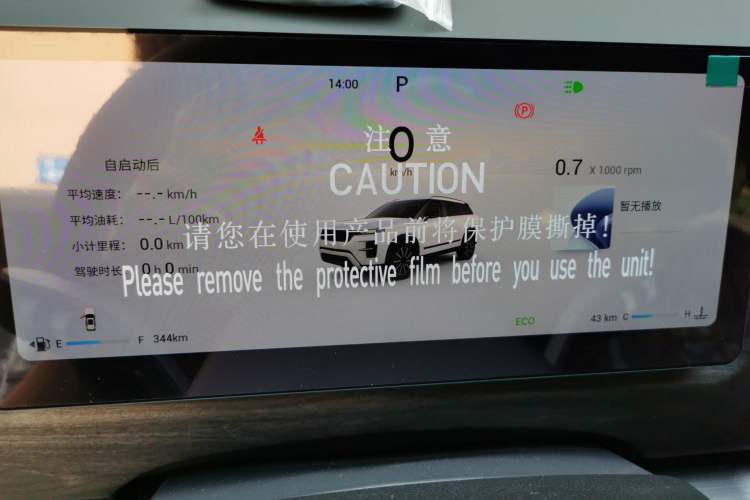 14:00 P
注 意
0
km/h
CAUTION
0.7 X 1000 rpm
自启动后
平均速度: --.- km/h
平均油耗: --.- L/100km
小计里程: 0.0 km
驾驶时长: 0 h 0 min
暂无播放
请您在使用产品前将保护膜撕掉!
Please remove the protective film before you use the unit!
ECO
43 km C H
E F 344km